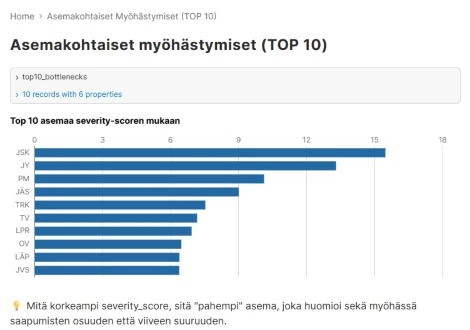 Home > Asemakohtaiset Myöhästymiset (TOP 10)
Asemakohtaiset myöhästymiset (TOP 10)
> top10_bottlenecks
> 10 records with 6 properties
Top 10 asemaa severity-scoren mukaan
0 3 6 9 12 15 18
JSK
JY
PM
JÄS
TRK
TV
LPR
OV
LÄP
JVS
💡 Mitä korkeampi severity_score, sitä "pahempi" asema, joka huomioi sekä myöhässä
saapumisten osuuden että viiveen suuruuden.